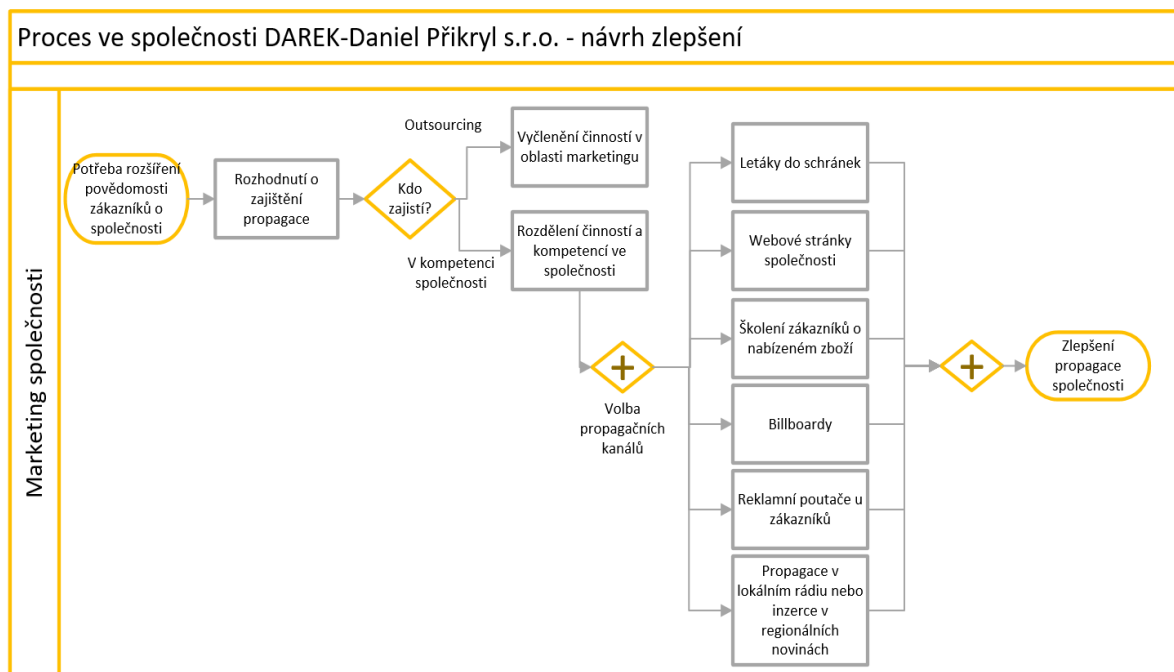 Proces ve společnosti DAREK-Daniel Přikryl s.r.o. - návrh zlepšení
Marketing společnosti
Potřeba rozšíření
povědomosti
zákazníků o
společnosti
Rozhodnutí o
zajištění
propagace
Kdo
zajistí?
Outsourcing
V kompetenci
společnosti
Vyčlenění činností v
oblasti marketingu
Rozdělení činností a
kompetencí ve
společnosti
Volba
propagačních
kanálů
Letáky do schránek
Webové stránky
společnosti
Školení zákazníků o
nabízeném zboží
Billboardy
Reklamní poutače u
zákazníků
Propagace v
lokálním rádiu nebo
inzerce v
regionálních
novinách
Zlepšení
propagace
společnosti